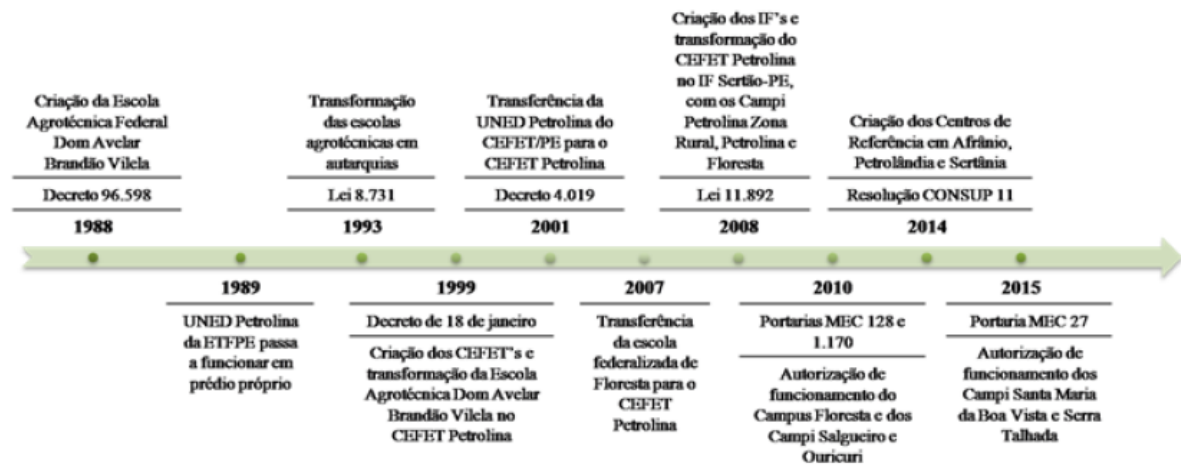 Criação da Escola
Agrotécnica Federal
Dom Avelar
Brandão Vilela
Decreto 96.598
1988
Transformação
das escolas
agrotécnicas em
autarquias
Lei 8.731
1993
Transferência da
UNED Petrolina do
CEFET/PE para o
CEFET Petrolina
Decreto 4.019
2001
Criação dos IF's e
transformação do
CEFET Petrolina
no IF Sertão-PE,
com os Campi
Petrolina Zona
Rural, Petrolina e
Floresta
Lei 11.892
2008
Criação dos Centros de
Referência em Afrânio,
Petrolândia e Sertânia
Resolução CONSUP 11
2014
1989
UNED Petrolina
da ETFPE passa
a funcionar em
prédio próprio
1999
Decreto de 18 de janeiro
Criação dos CEFET's e
transformação da Escola
Agrotécnica Dom Avelar
Brandão Vilela no
CEFET Petrolina
2007
Transferência
da escola
federalizada de
Floresta para o
CEFET
Petrolina
2010
Portarias MEC 128 e
1.170
Autorização de
funcionamento do
Campus Floresta e dos
Campi Salgueiro e
Ouricuri
2015
Portaria MEC 27
Autorização de
funcionamento dos
Campi Santa Maria
da Boa Vista e Serra
Talhada